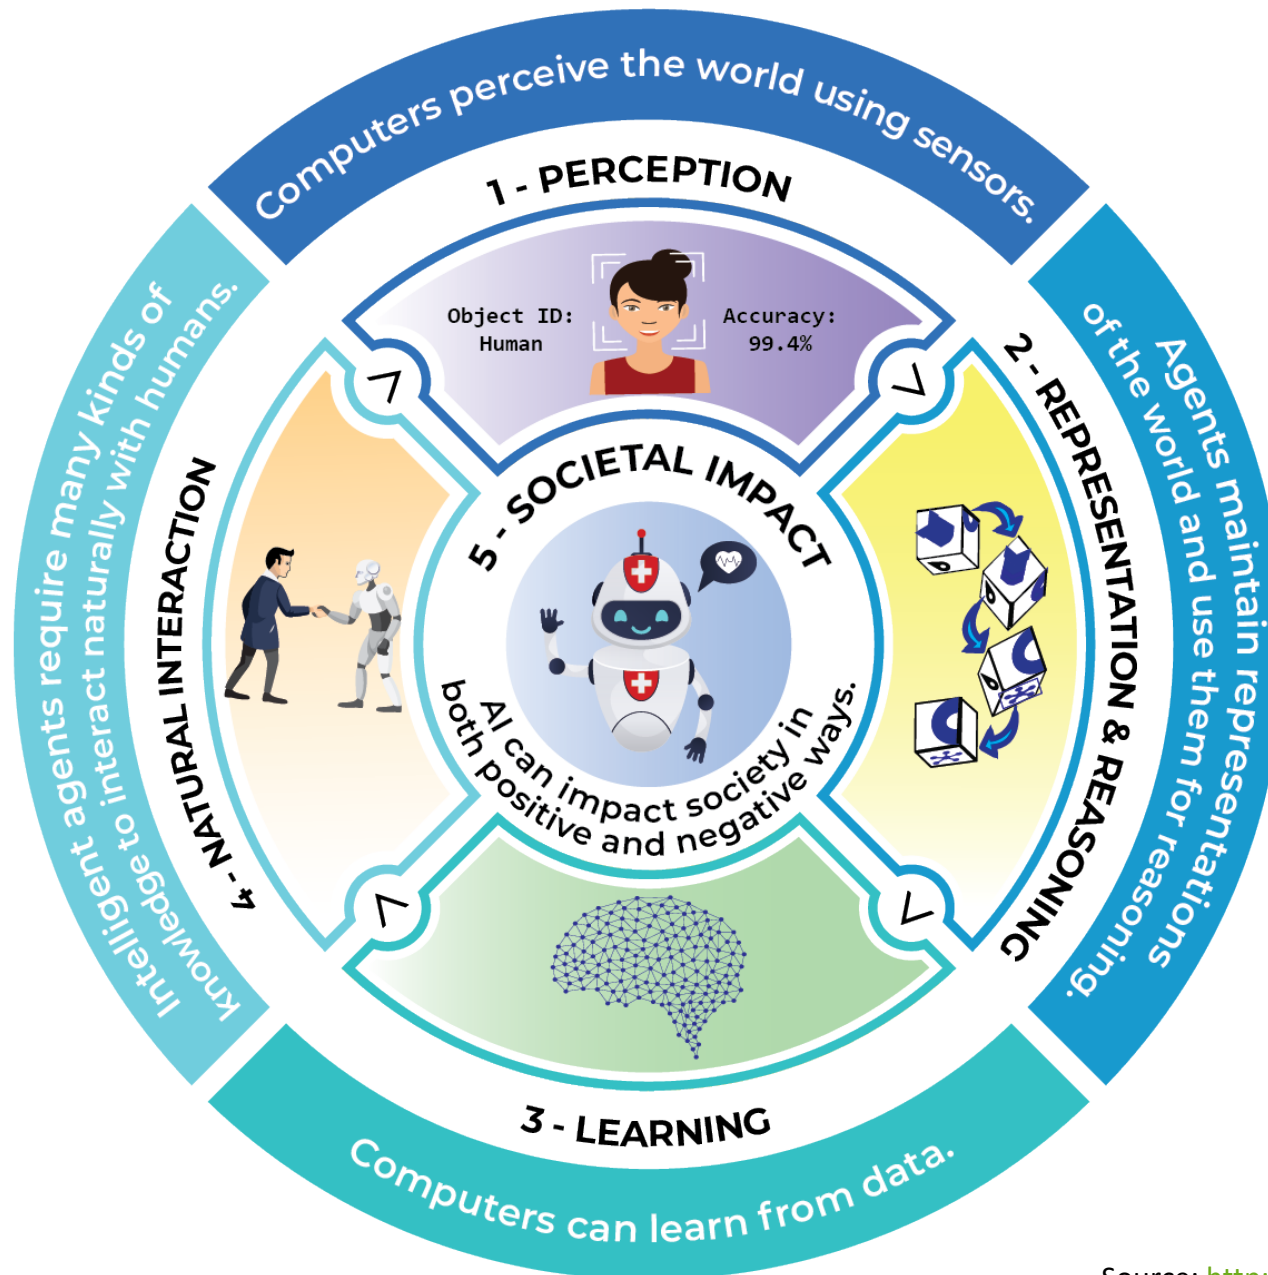 Computers perceive the world using sensors.
1 - PERCEPTION
Object ID:
Human
Accuracy:
99.4%
2 - REPRESENTATION & REASONING
Agents maintain representations
of the world and use them for reasoning.
3 - LEARNING
Computers can learn from data.
4 - NATURAL INTERACTION
Intelligent agents require many kinds of
knowledge to interact naturally with humans.
5 - SOCIETAL IMPACT
AI can impact society in
both positive and negative ways.
Source: